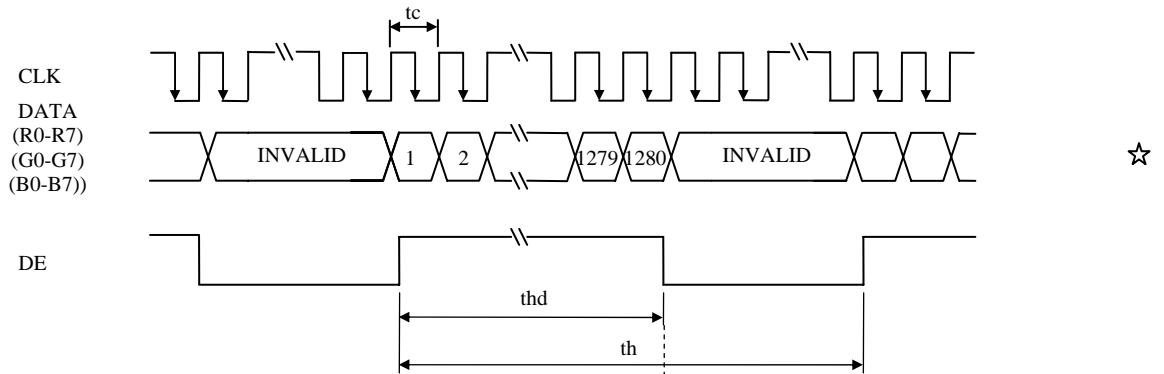 tc
CLK
DATA
(R0-R7)
(G0-G7)
(B0-B7))
INVALID 1 2 1279 1280 INVALID
DE
thd
th